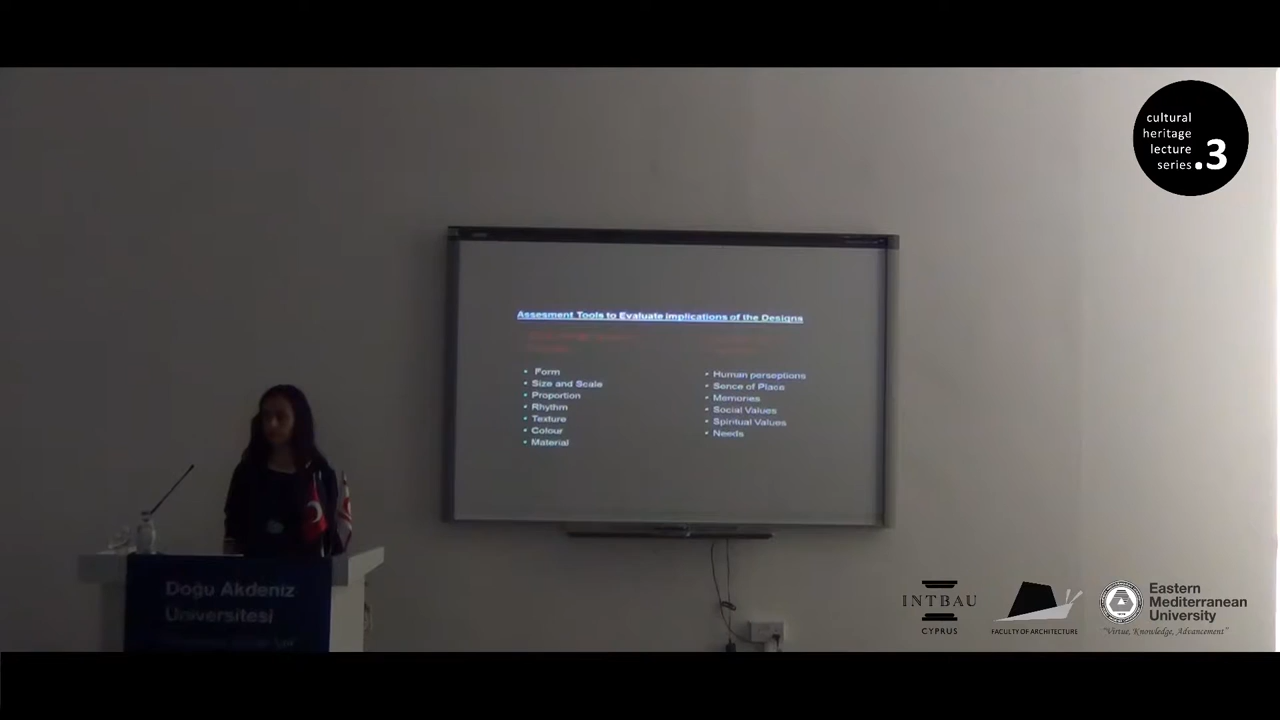 cultural
heritage
lecture
series.3
Assesment Tools to Evaluate implications of the Designs
• Form
• Size and Scale
• Proportion
• Rhythm
• Texture
• Colour
• Material
• Human perceptions
• Sence of Place
• Memories
• Social Values
• Spiritual Values
• Needs
Doğu Akdeniz
Üniversitesi
INTBAU
CYPRUS
FACULTY OF ARCHITECTURE
Eastern
Mediterranean
University
"Virtue, Knowledge, Advancement"